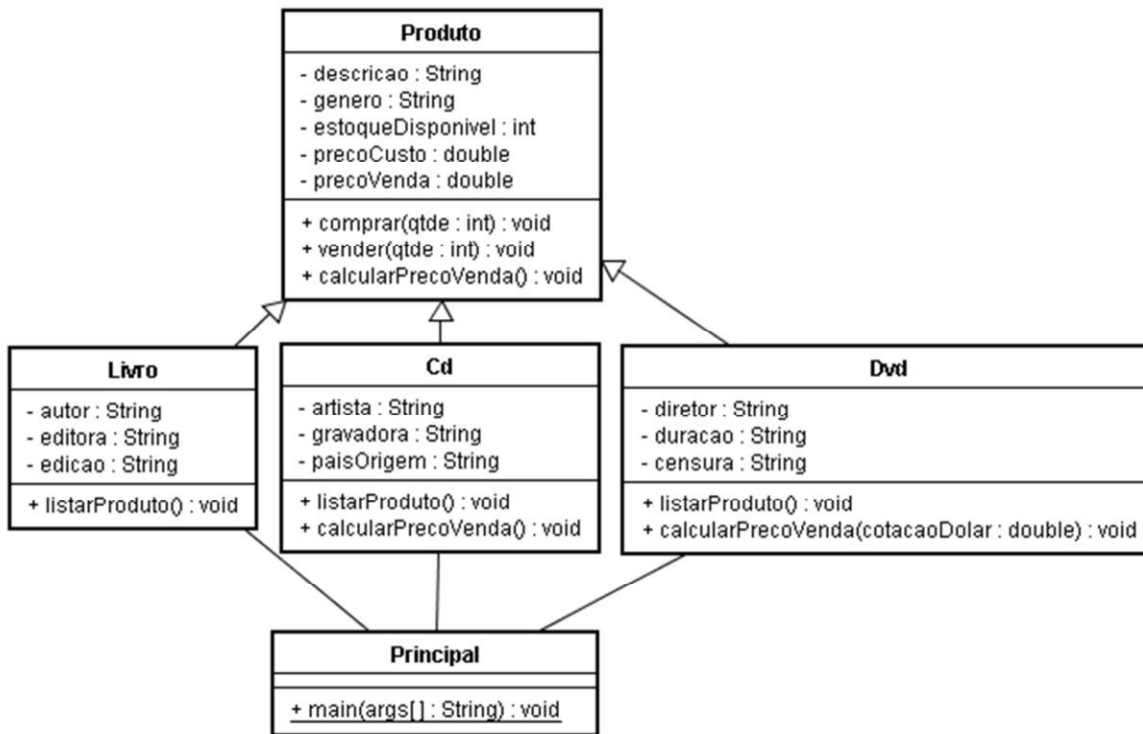 Produto
- descricao : String
- genero : String
- estoqueDisponivel : int
- precoCusto : double
- precoVenda : double
+ comprar(qtde : int) : void
+ vender(qtde : int) : void
+ calcularPrecoVenda() : void
Livro
- autor : String
- editora : String
- edicao : String
+ listarProduto() : void
Cd
- artista : String
- gravadora : String
- paisOrigem : String
+ listarProduto() : void
+ calcularPrecoVenda() : void
Dvd
- diretor : String
- duracao : String
- censura : String
+ listarProduto() : void
+ calcularPrecoVenda(cotacaoDolar : double) : void
Principal
+ main(args[ ] : String) : void